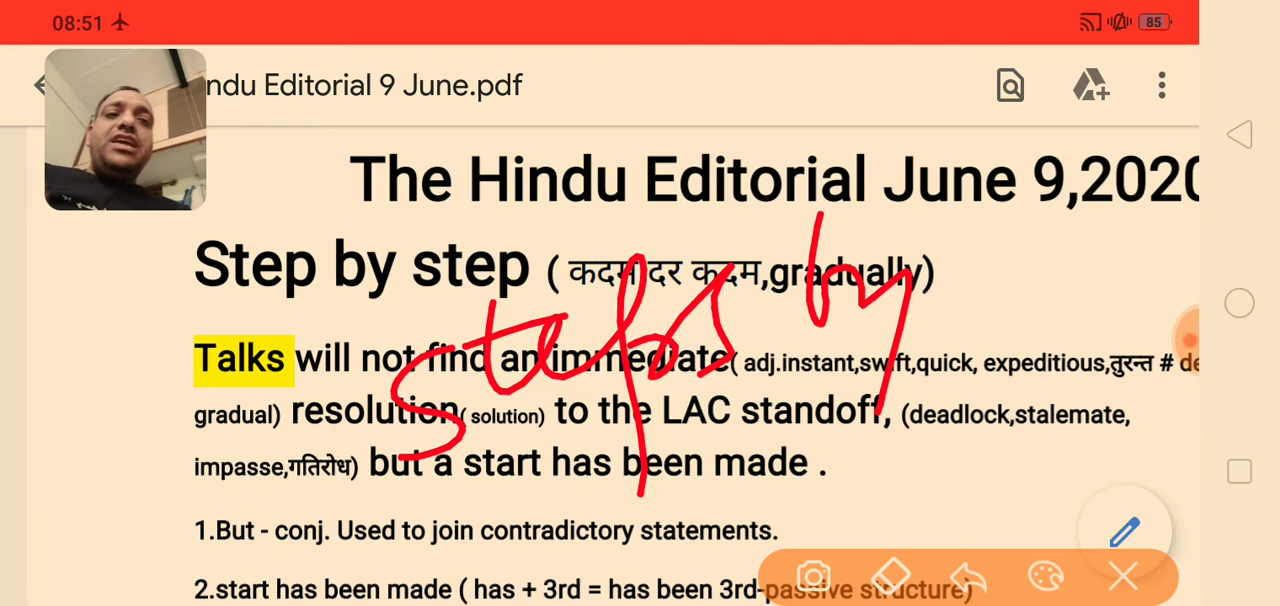 08:51 85
ndu Editorial 9 June.pdf
The Hindu Editorial June 9,2020
Step by step ( कदम दर कदम,gradually)
steps by
Talks will not find an immediate( adj.instant,swift,quick, expeditious,तुरन्त # de
gradual) resolution( solution) to the LAC standoff, (deadlock,stalemate,
impasse,गतिरोध) but a start has been made .
1.But - conj. Used to join contradictory statements.
2.start has been made ( has + 3rd = has been 3rd-passive structure)